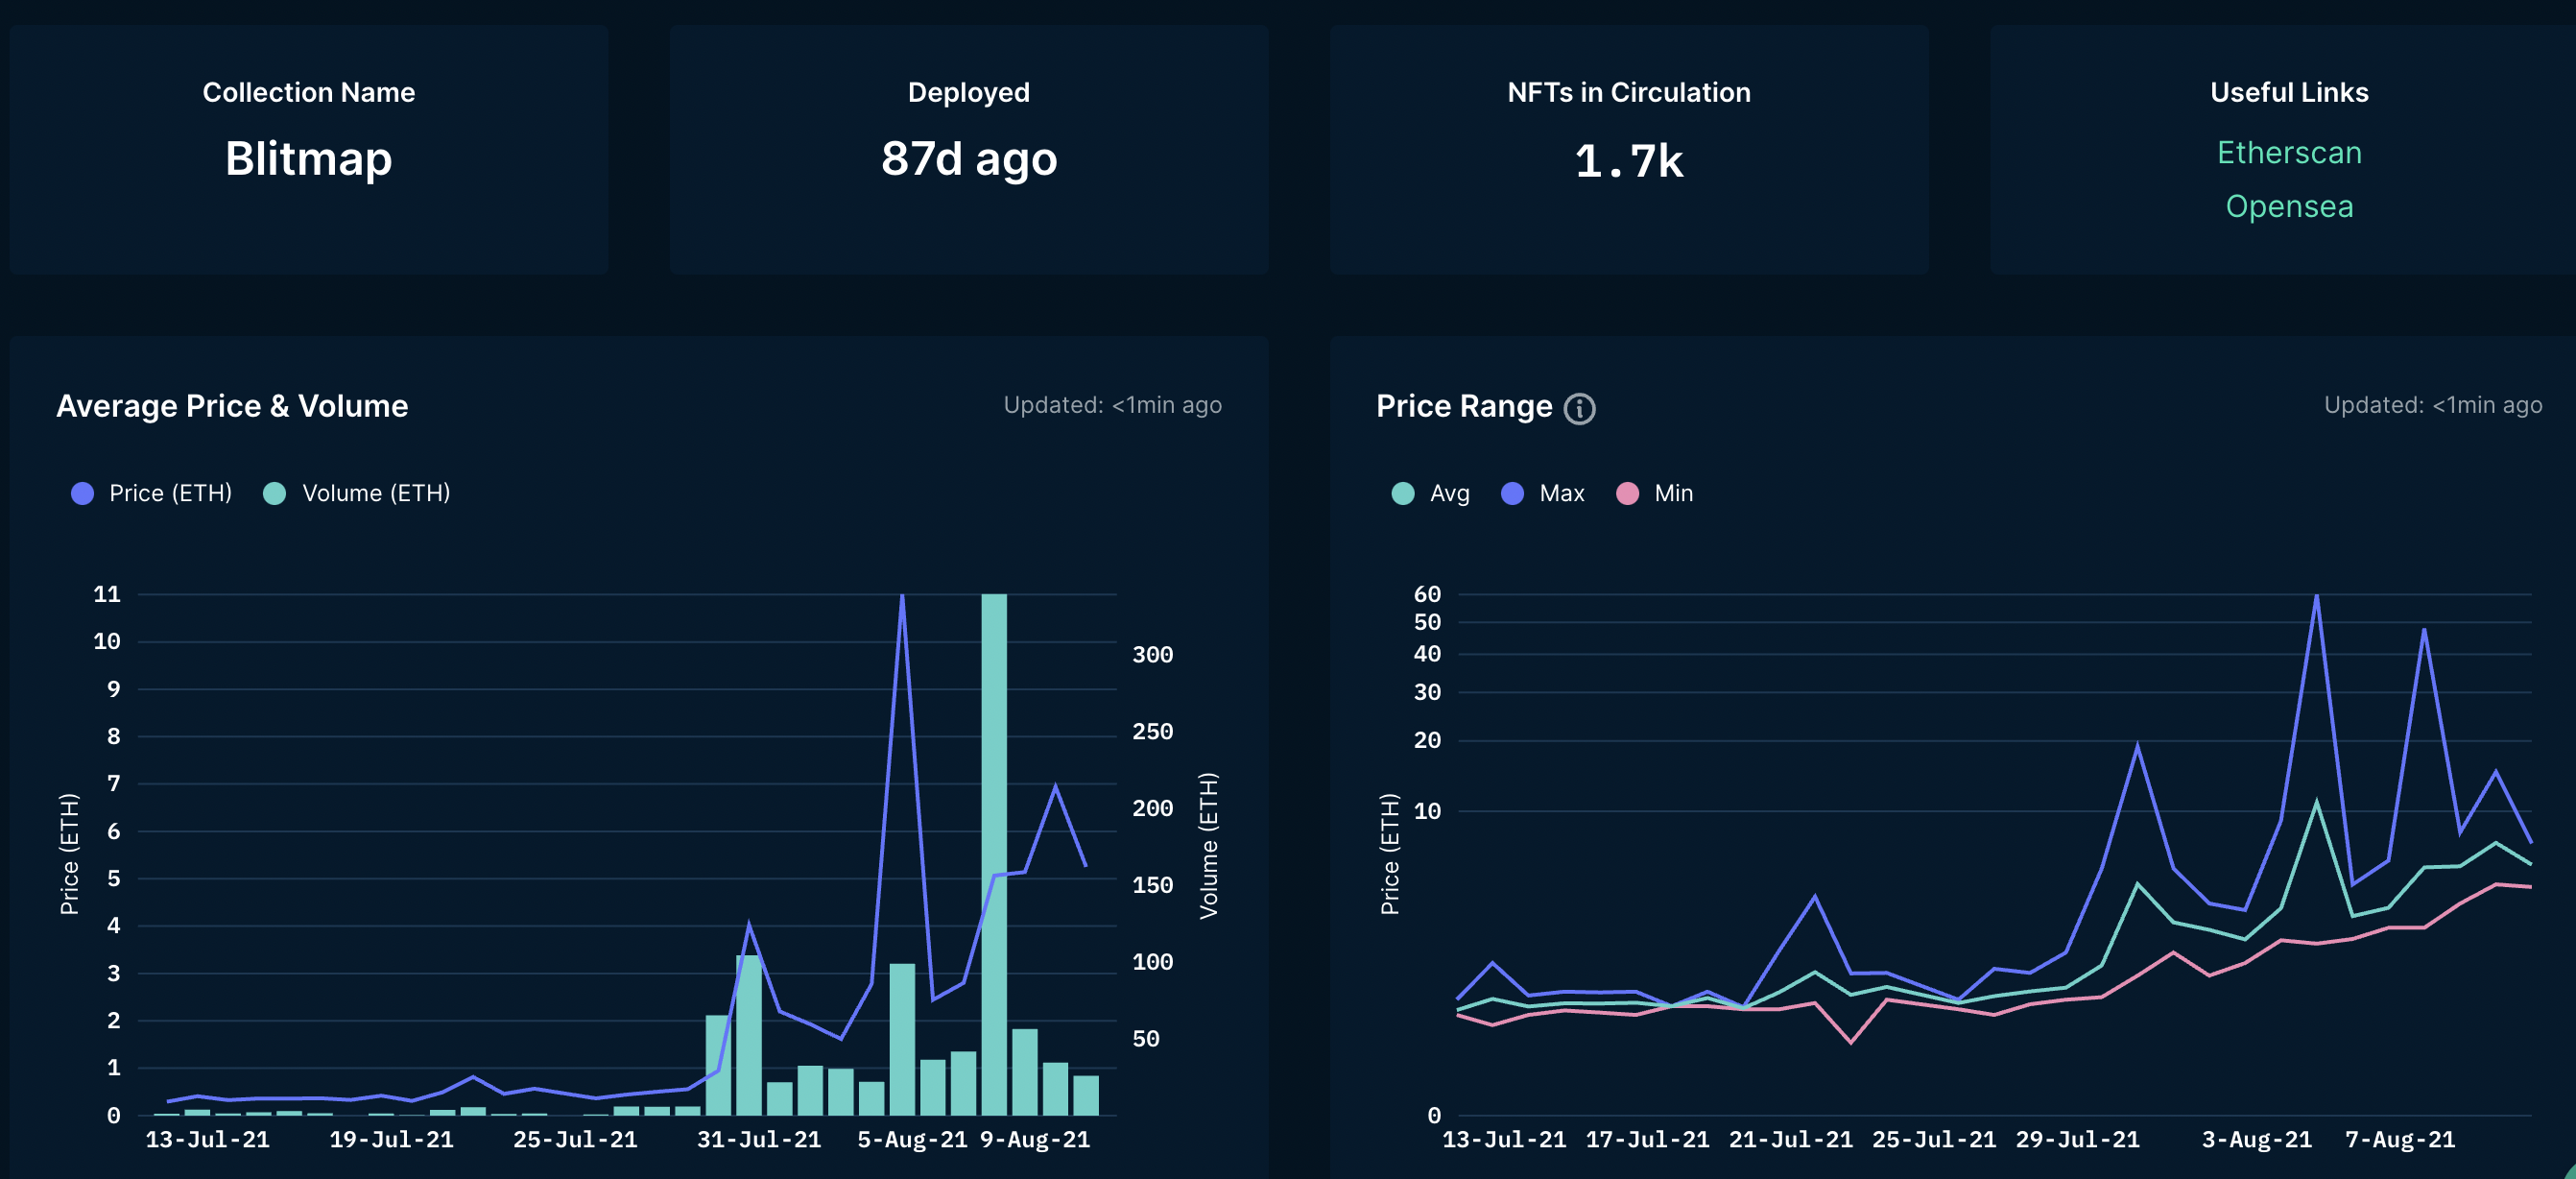 Collection Name
Blitmap
Deployed
87d ago
NFTs in Circulation
1.7k
Useful Links
Etherscan
Opensea
Average Price & Volume
Updated: <1min ago
Price (ETH)
Volume (ETH)
11
10
9
8
7
6
5
4
3
2
1
0
Price (ETH)
300
250
200
150
100
50
Volume (ETH)
13-Jul-21 19-Jul-21 25-Jul-21 31-Jul-21 5-Aug-21 9-Aug-21
Price Range
Updated: <1min ago
Avg
Max
Min
60
50
40
30
20
10
0
Price (ETH)
13-Jul-21 17-Jul-21 21-Jul-21 25-Jul-21 29-Jul-21 3-Aug-21 7-Aug-21